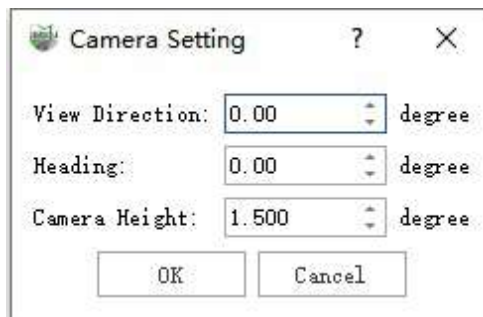 Camera Setting ? ×
View Direction: 0.00 degree
Heading: 0.00 degree
Camera Height: 1.500 degree
OK Cancel